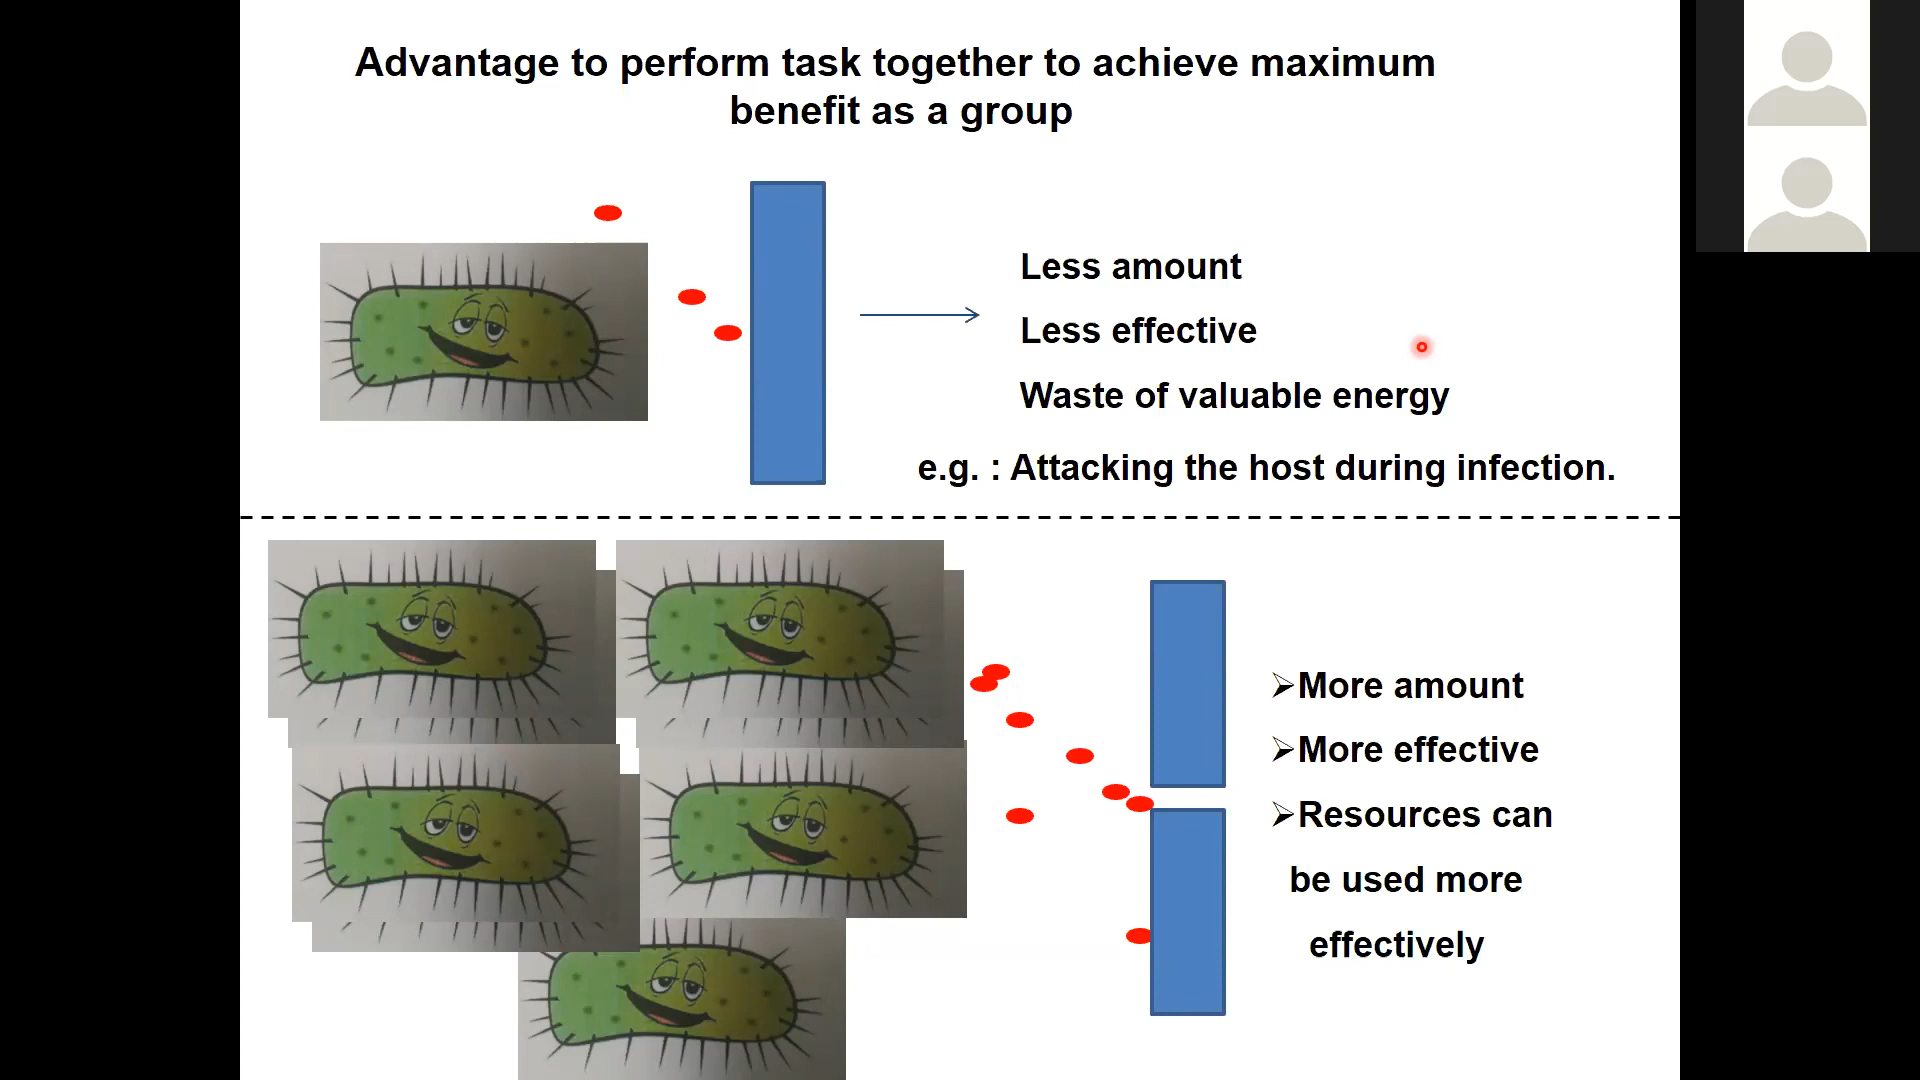 Advantage to perform task together to achieve maximum
benefit as a group
Less amount
Less effective
Waste of valuable energy
e.g. : Attacking the host during infection.
➢More amount
➢More effective
➢Resources can
be used more
effectively